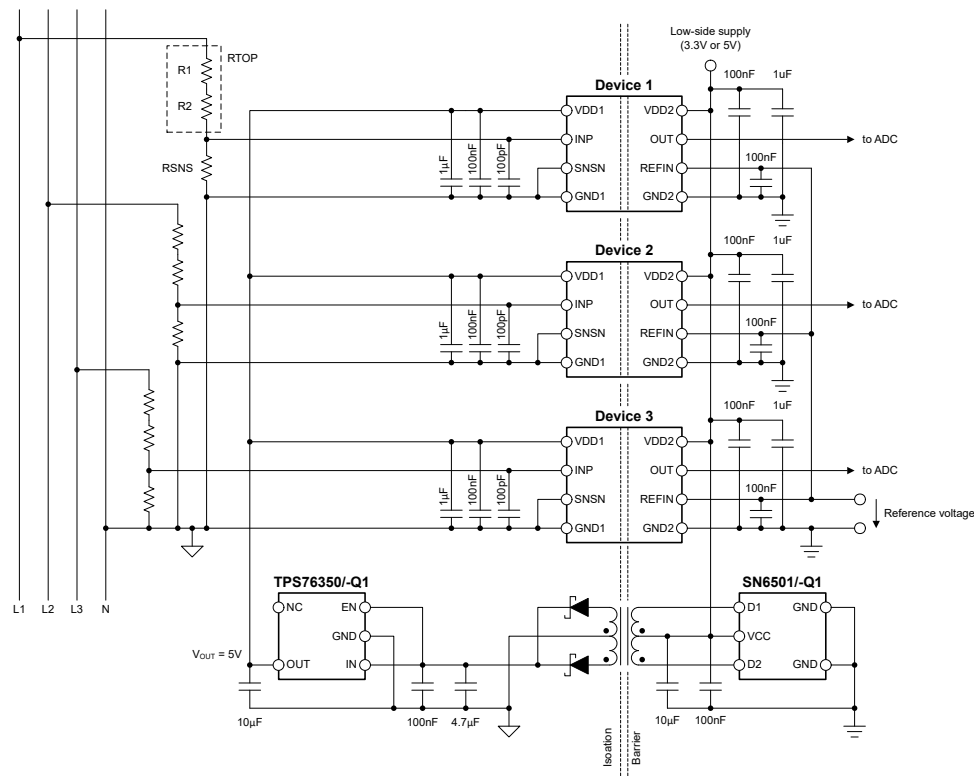 Low-side supply
(3.3V or 5V)
RTOP
R1
R2
RSNS
100nF
1uF
Device 1
VDD1
VDD2
INP
OUT
to ADC
SNSN
REFIN
100nF
GND1
GND2
1µF
100nF
100pF
100nF
1uF
Device 2
VDD1
VDD2
INP
OUT
to ADC
SNSN
REFIN
100nF
GND1
GND2
1µF
100nF
100pF
100nF
1uF
Device 3
VDD1
VDD2
INP
OUT
to ADC
SNSN
REFIN
100nF
GND1
GND2
Reference voltage
1µF
100nF
100pF
L1
L2
L3
N
TPS76350/-Q1
NC
EN
GND
OUT
IN
VOUT = 5V
10µF
100nF
4.7µF
SN6501/-Q1
D1
GND
VCC
D2
GND
10µF
100nF
Isoation
Barrier